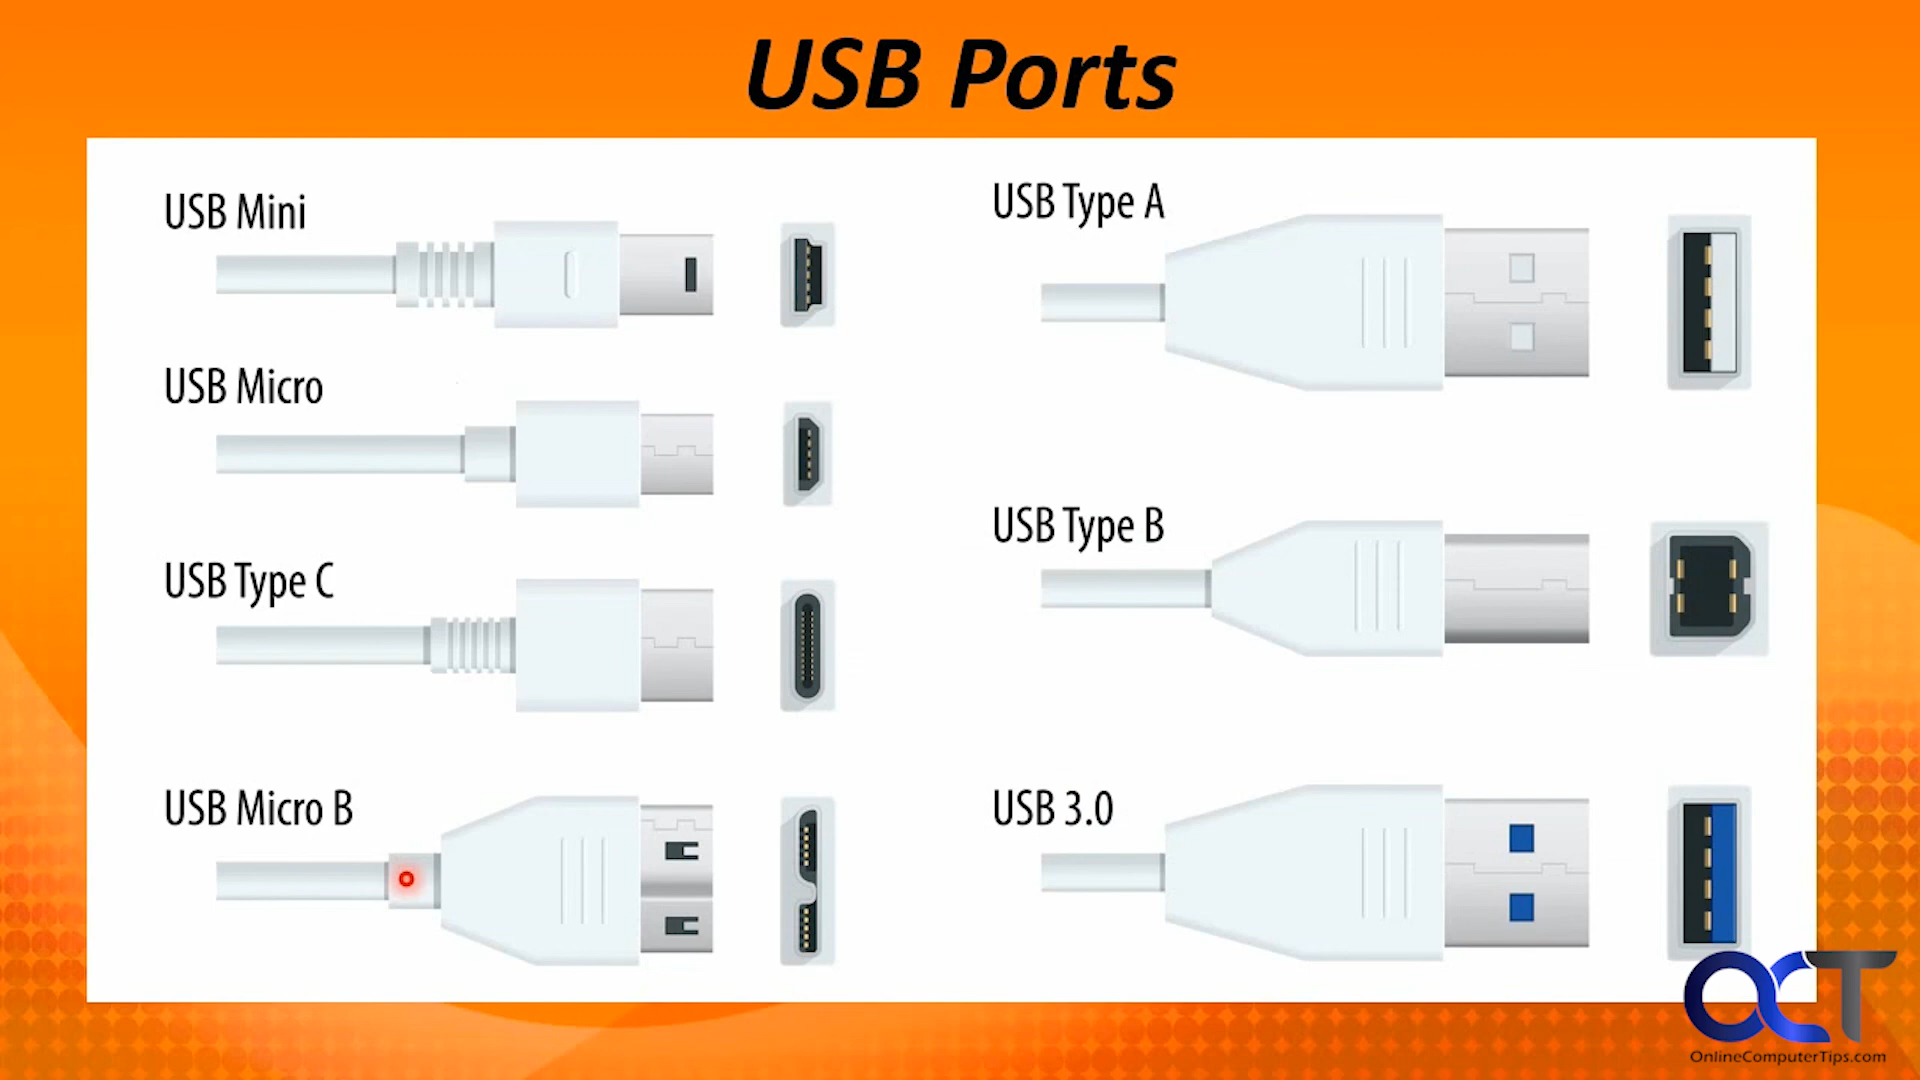 USB Ports
USB Mini
USB Micro
USB Type C
USB Micro B
USB Type A
USB Type B
USB 3.0
OCT
OnlineComputerTips.com